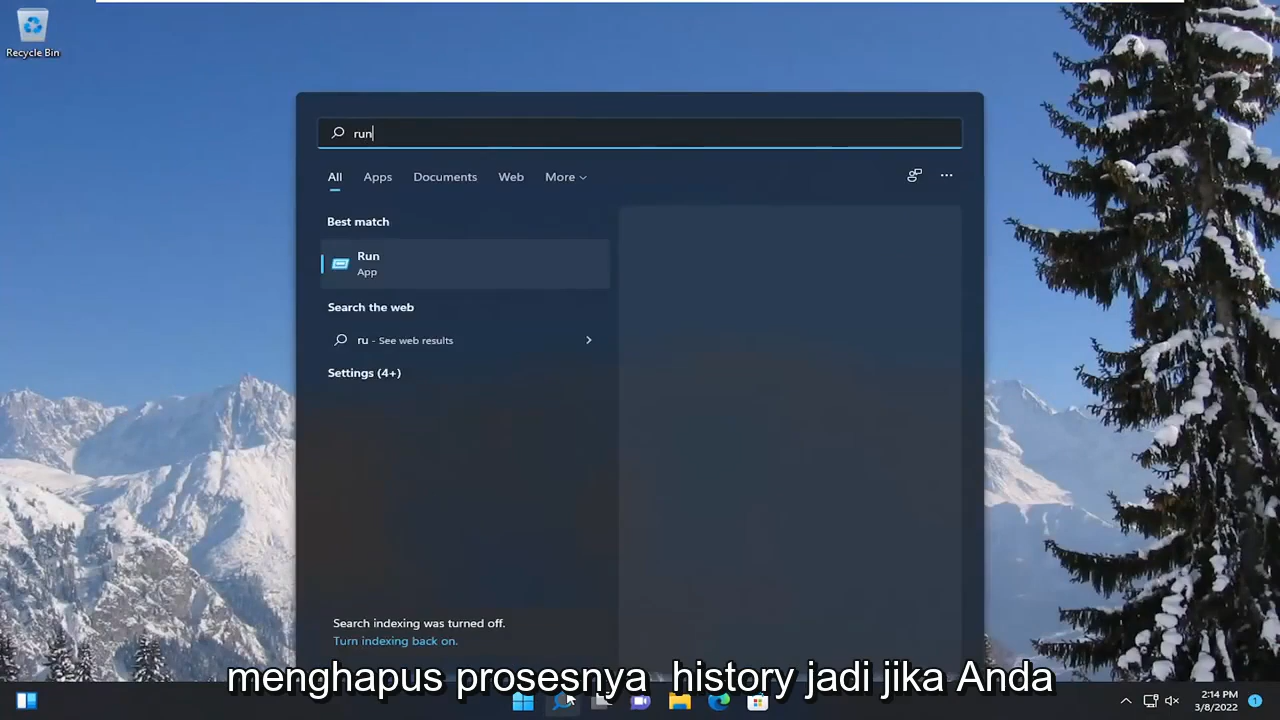 Recycle Bin
run
All Apps Documents Web More
Best match
Run
App
Search the web
ru - See web results
Settings (4+)
Search indexing was turned off.
Turn indexing back on.
menghapus prosesnya history jadi jika Anda
2:14 PM
3/8/2022
1